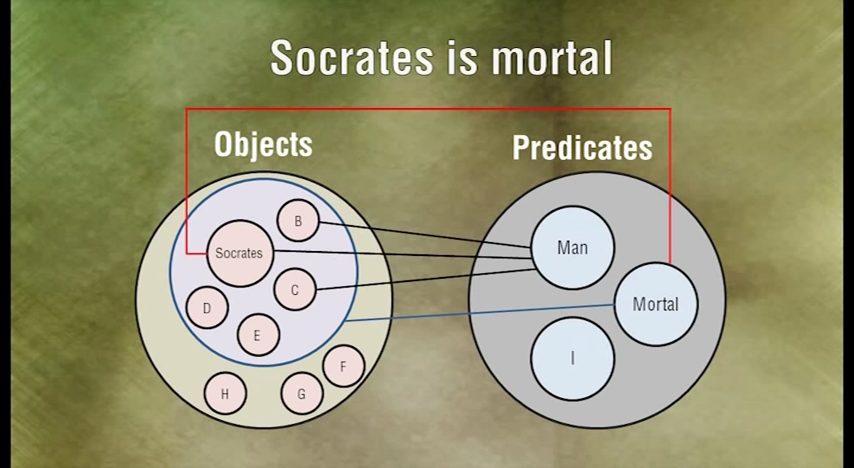 Socrates is mortal
Objects
Predicates
B
Socrates
Man
C
D
Mortal
E
I
F
H
G